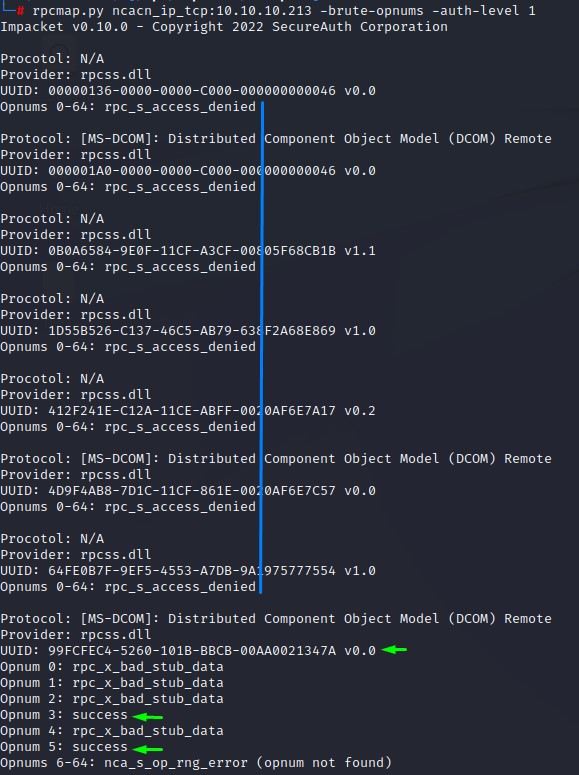 # rpcmap.py ncacn_ip_tcp:10.10.10.213 -brute-opnums -auth-level 1
Impacket v0.10.0 - Copyright 2022 SecureAuth Corporation
Procotol: N/A
Provider: rpcss.dll
UUID: 00000136-0000-0000-C000-000000000046 v0.0
Opnums 0-64: rpc_s_access_denied
Protocol: [MS-DCOM]: Distributed Component Object Model (DCOM) Remote
Provider: rpcss.dll
UUID: 000001A0-0000-0000-C000-000000000046 v0.0
Opnums 0-64: rpc_s_access_denied
Procotol: N/A
Provider: rpcss.dll
UUID: 0B0A6584-9E0F-11CF-A3CF-00805F68CB1B v1.1
Opnums 0-64: rpc_s_access_denied
Procotol: N/A
Provider: rpcss.dll
UUID: 1D55B526-C137-46C5-AB79-638F2A68E869 v1.0
Opnums 0-64: rpc_s_access_denied
Procotol: N/A
Provider: rpcss.dll
UUID: 412F241E-C12A-11CE-ABFF-0020AF6E7A17 v0.2
Opnums 0-64: rpc_s_access_denied
Protocol: [MS-DCOM]: Distributed Component Object Model (DCOM) Remote
Provider: rpcss.dll
UUID: 4D9F4AB8-7D1C-11CF-861E-0020AF6E7C57 v0.0
Opnums 0-64: rpc_s_access_denied
Procotol: N/A
Provider: rpcss.dll
UUID: 64FE0B7F-9EF5-4553-A7DB-9A1975777554 v1.0
Opnums 0-64: rpc_s_access_denied
Protocol: [MS-DCOM]: Distributed Component Object Model (DCOM) Remote
Provider: rpcss.dll
UUID: 99FCFEC4-5260-101B-BBCB-00AA0021347A v0.0
Opnum 0: rpc_x_bad_stub_data
Opnum 1: rpc_x_bad_stub_data
Opnum 2: rpc_x_bad_stub_data
Opnum 3: success
Opnum 4: rpc_x_bad_stub_data
Opnum 5: success
Opnums 6-64: nca_s_op_rng_error (opnum not found)